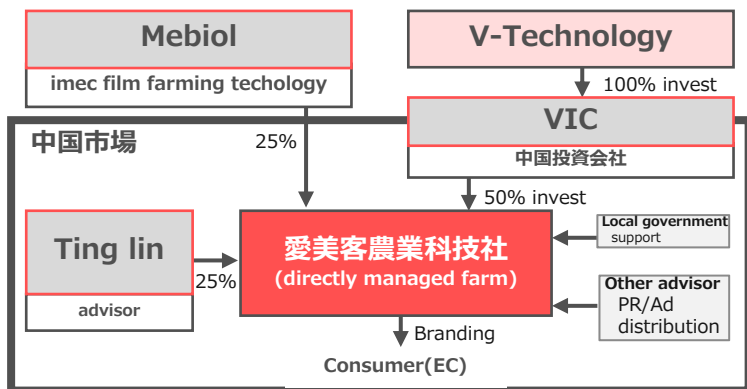 Mebiol
imec film farming techology
V-Technology
100% invest
VIC
中国投資会社
中国市場
25%
50% invest
Ting lin
advisor
25%
愛美客農業科技社
(directly managed farm)
Local government
support
Other advisor
PR/Ad
distribution
Branding
Consumer(EC)